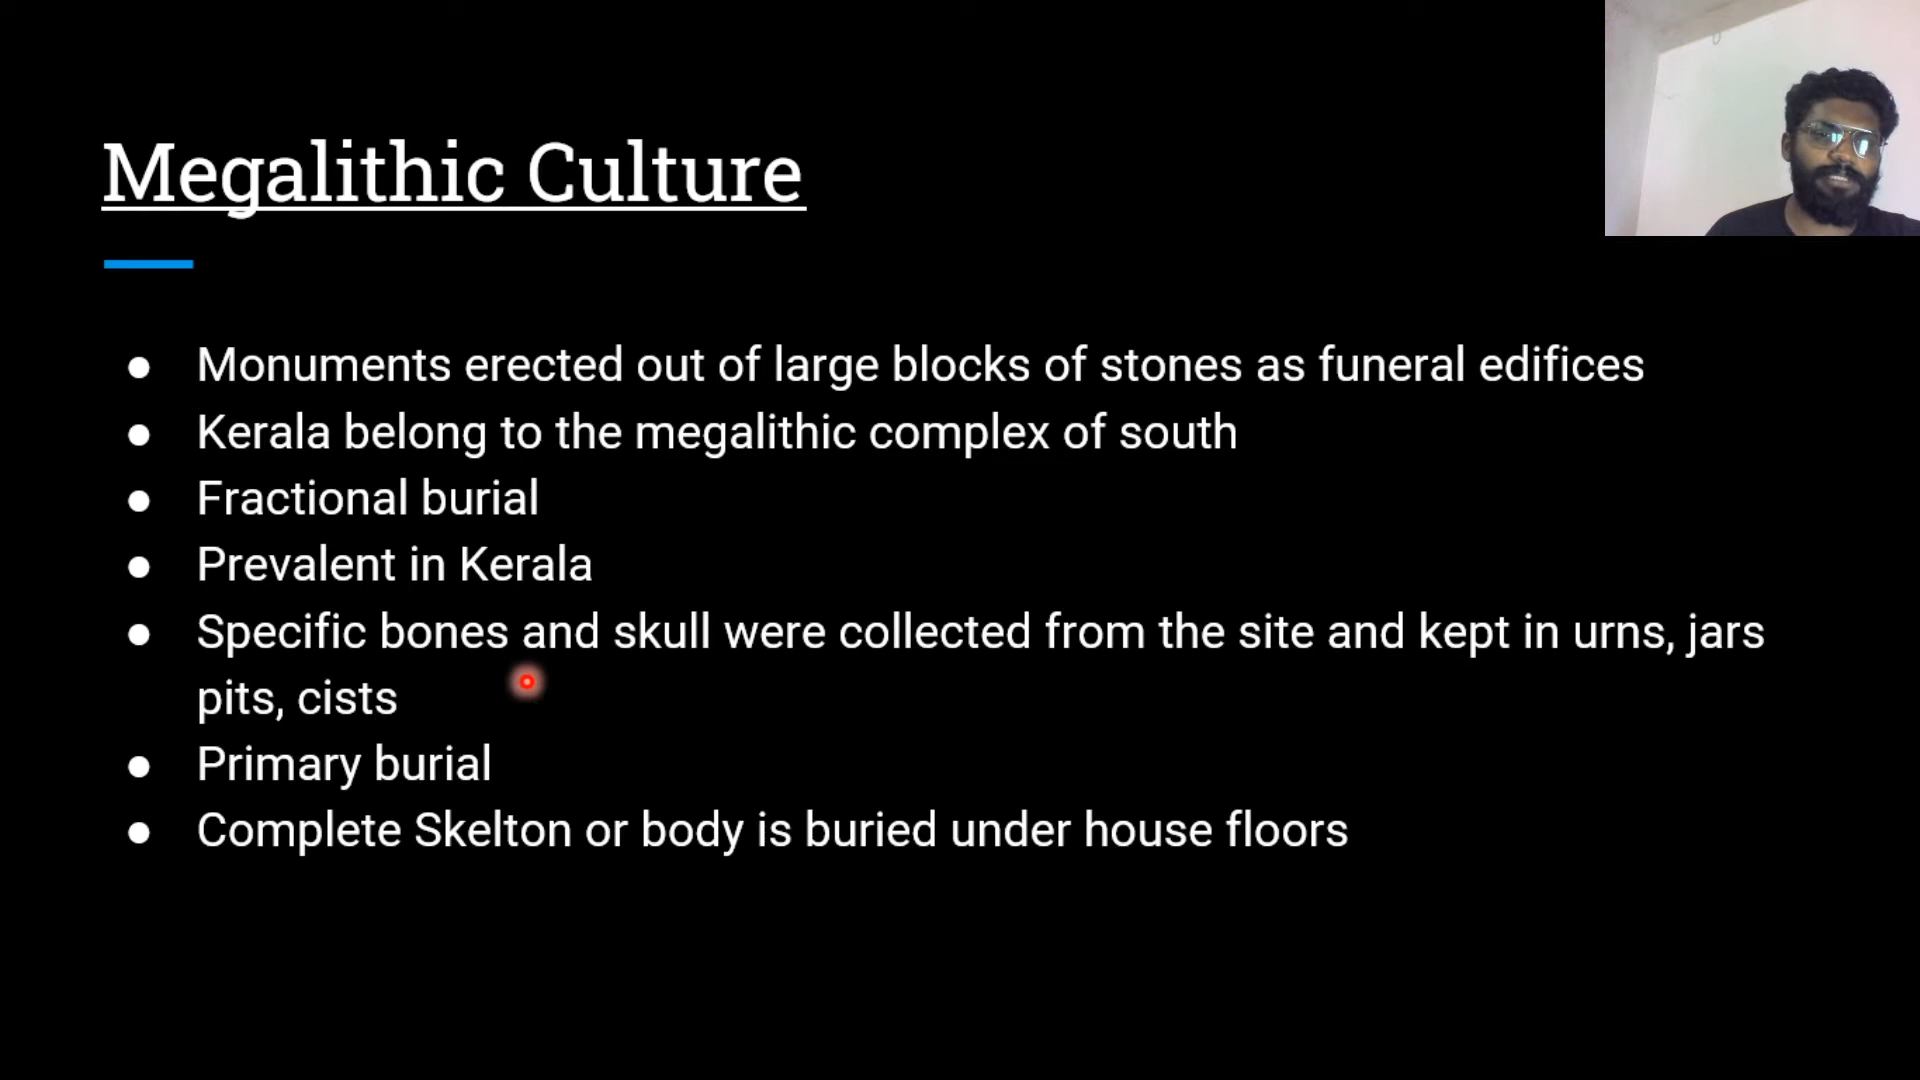 Megalithic Culture
● Monuments erected out of large blocks of stones as funeral edifices
● Kerala belong to the megalithic complex of south
● Fractional burial
● Prevalent in Kerala
● Specific bones and skull were collected from the site and kept in urns, jars
pits, cists
● Primary burial
● Complete Skelton or body is buried under house floors